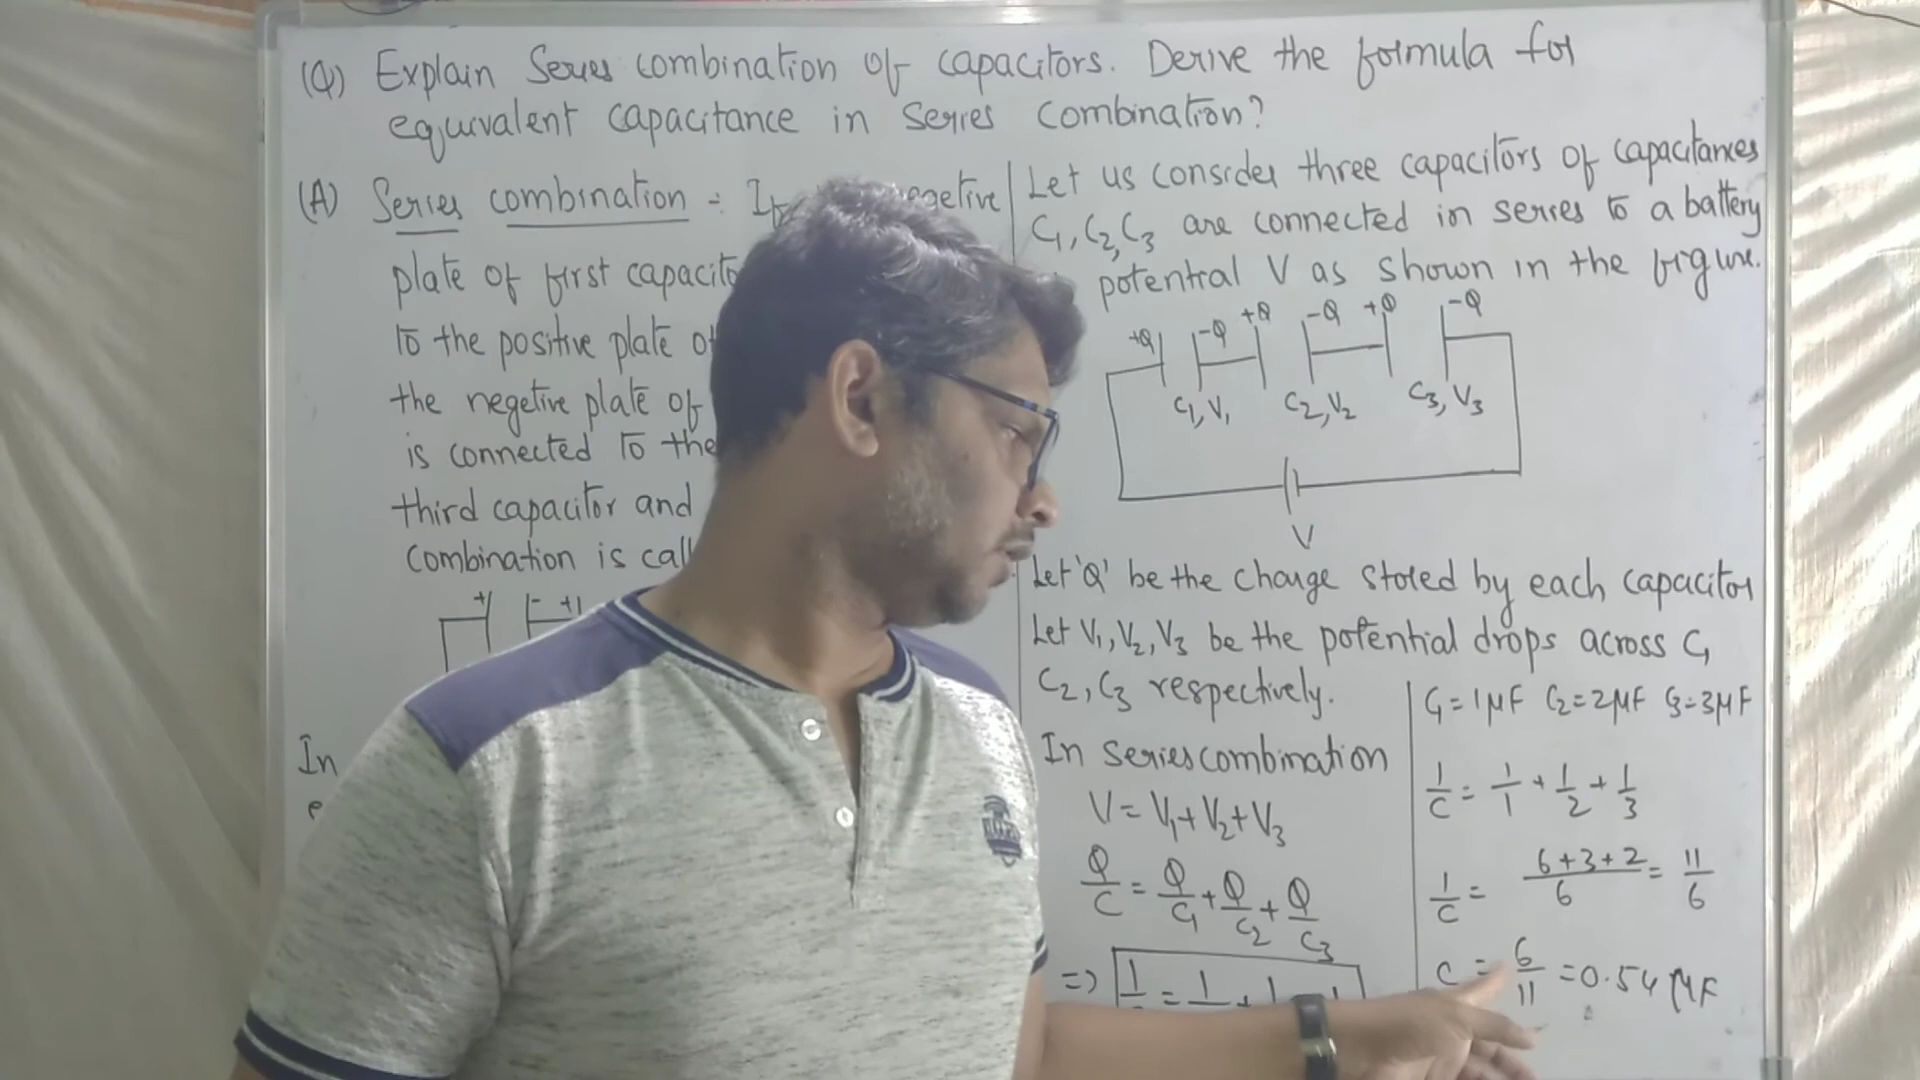 (Q) Explain Series combination of capacitors. Derive the formula for
equivalent capacitance in series combination?
(A) Series combination :- If negetive
plate of first capacito
to the positive plate of
the negetive plate of
is connected to the
third capacitor and
combination is call
+ - +
In
Let us consider three capacitors of capacitances
C1, C2, C3 are connected in series to a battery
potential V as shown in the figure.
+Q -Q +Q -Q +Q -Q
C1, V1 C2, V2 C3, V3
V
Let 'Q' be the charge stored by each capacitor
Let V1, V2, V3 be the potential drops across C1
C2, C3 respectively.
In series combination
V = V1 + V2 + V3
Q/C = Q/C1 + Q/C2 + Q/C3
=> 1 = 1 + 1 1
C1 = 1μF C2 = 2μF C3 = 3μF
1/C = 1/1 + 1/2 + 1/3
1/C = 6+3+2/6 = 11/6
C = 6/11 = 0.54 μF